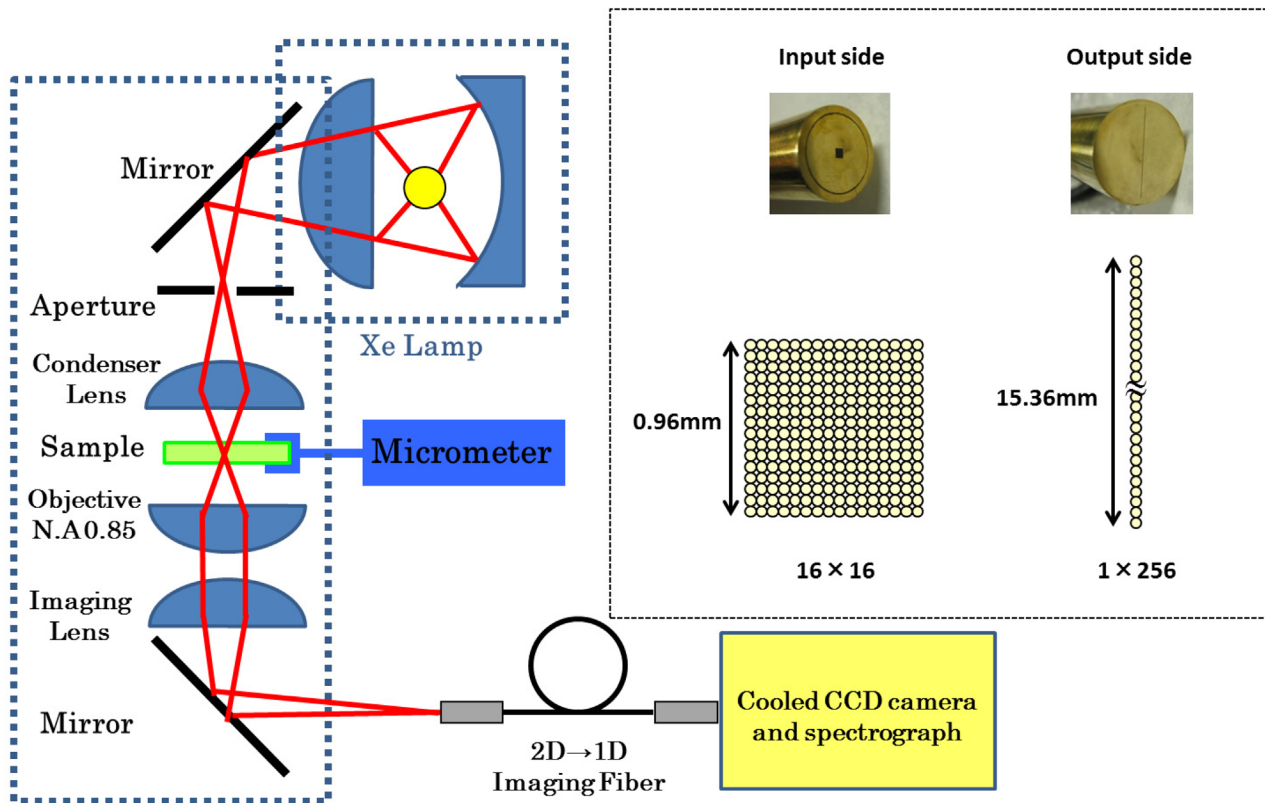 Mirror
Aperture
Condenser
Lens
Sample
Objective
N.A0.85
Imaging
Lens
Mirror
Xe Lamp
Micrometer
2D→1D
Imaging Fiber
Cooled CCD camera
and spectrograph
Input side
Output side
0.96mm
15.36mm
16×16
1×256